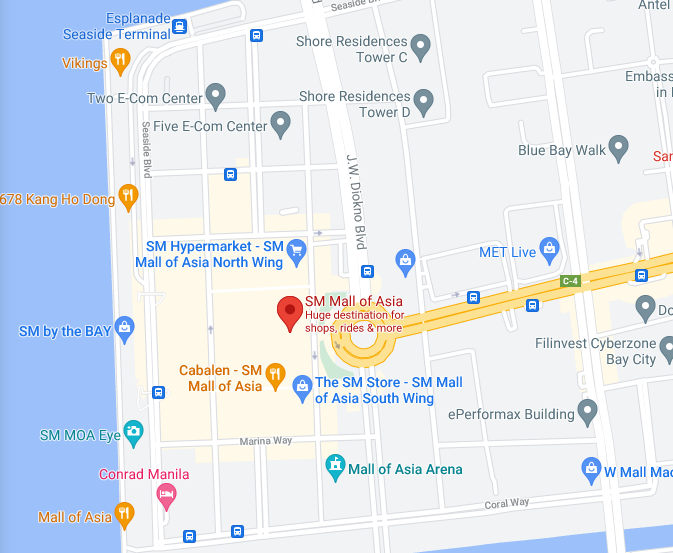 Seaside Blvd
Antel
Esplanade
Seaside Terminal
Vikings
Shore Residences
Tower C
Embass
in
Two E-Com Center
Shore Residences
Tower D
Five E-Com Center
Seaside Blvd
Blue Bay Walk
San
J.W. Diokno Blvd
678 Kang Ho Dong
SM Hypermarket - SM
Mall of Asia North Wing
MET Live
C-4
SM Mall of Asia
Huge destination for
shops, rides & more
Do
SM by the BAY
Filinvest Cyberzone
Bay City
Cabalen - SM
Mall of Asia
The SM Store - SM Mall
of Asia South Wing
ePerformax Building
SM MOA Eye
Marina Way
Mall of Asia Arena
Conrad Manila
W Mall Mac
Coral Way
Mall of Asia